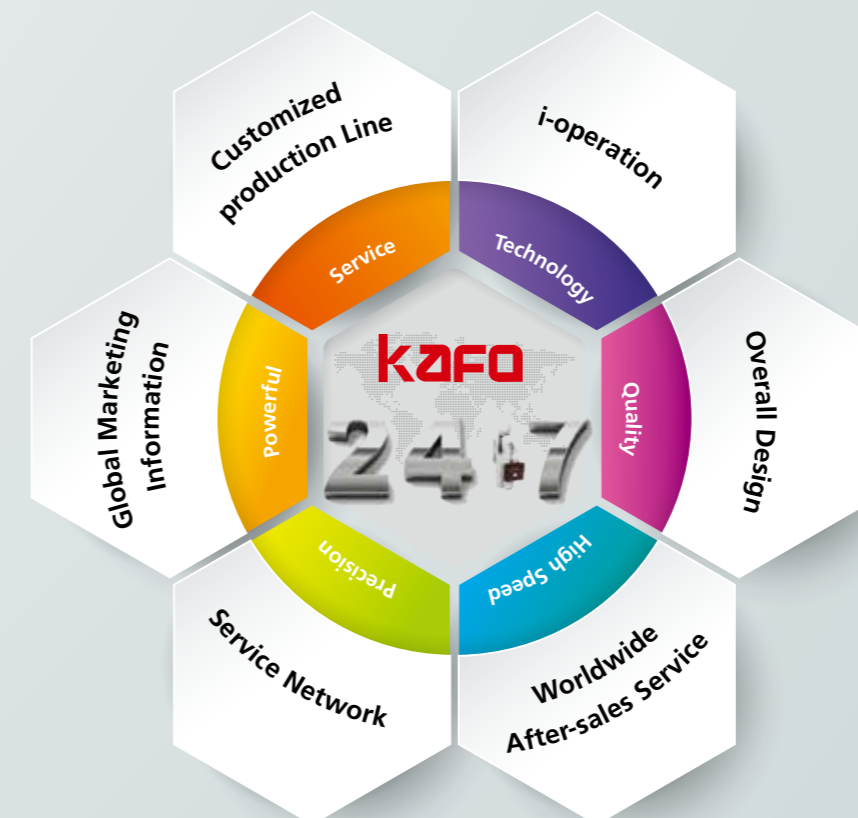 Customized
production Line
i-operation
Service
Technology
Global Marketing
Information
Powerful
kafo
24 7
Quality
Overall Design
Precision
High Speed
Service Network
Worldwide
After-sales Service